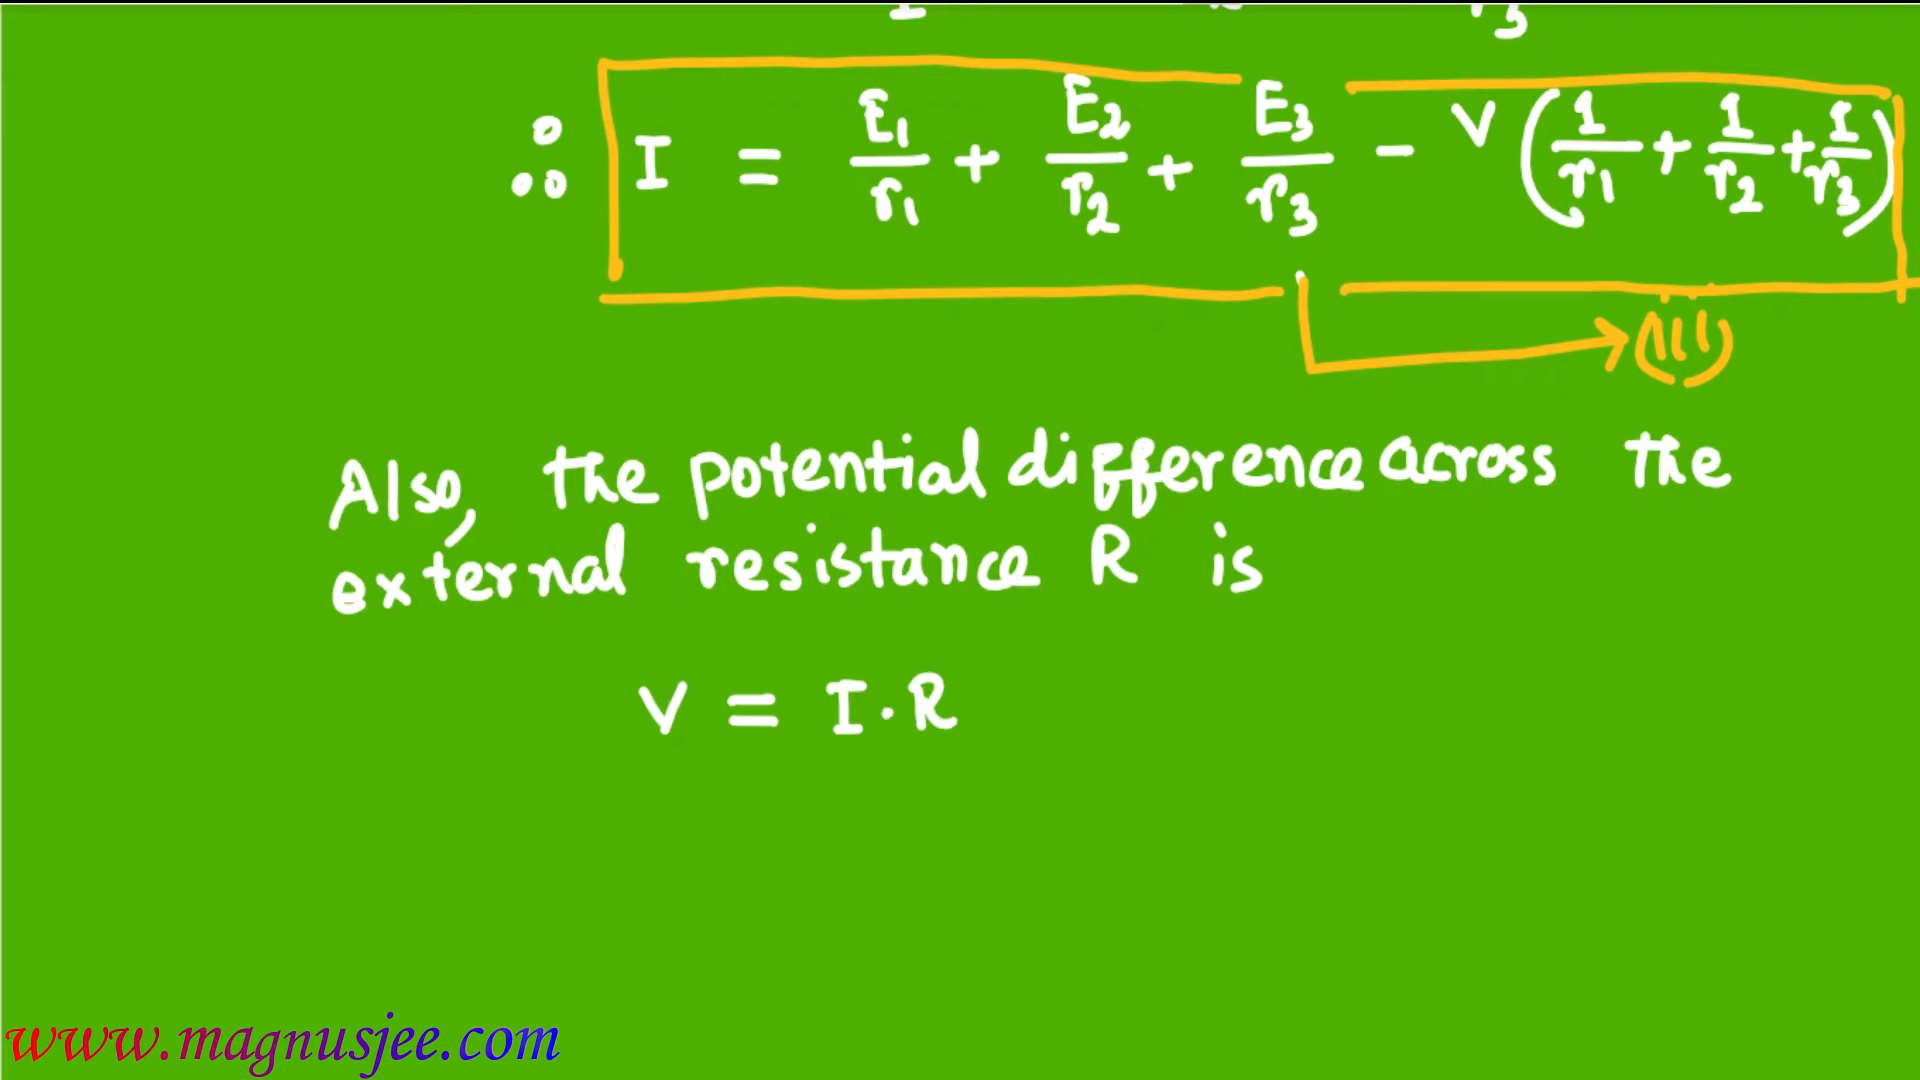 ∴ I = E1/r1 + E2/r2 + E3/r3 - V (1/r1 + 1/r2 + 1/r3)
(iii)
Also, the potential difference across the
external resistance R is
V = I.R
www.magnusjee.com